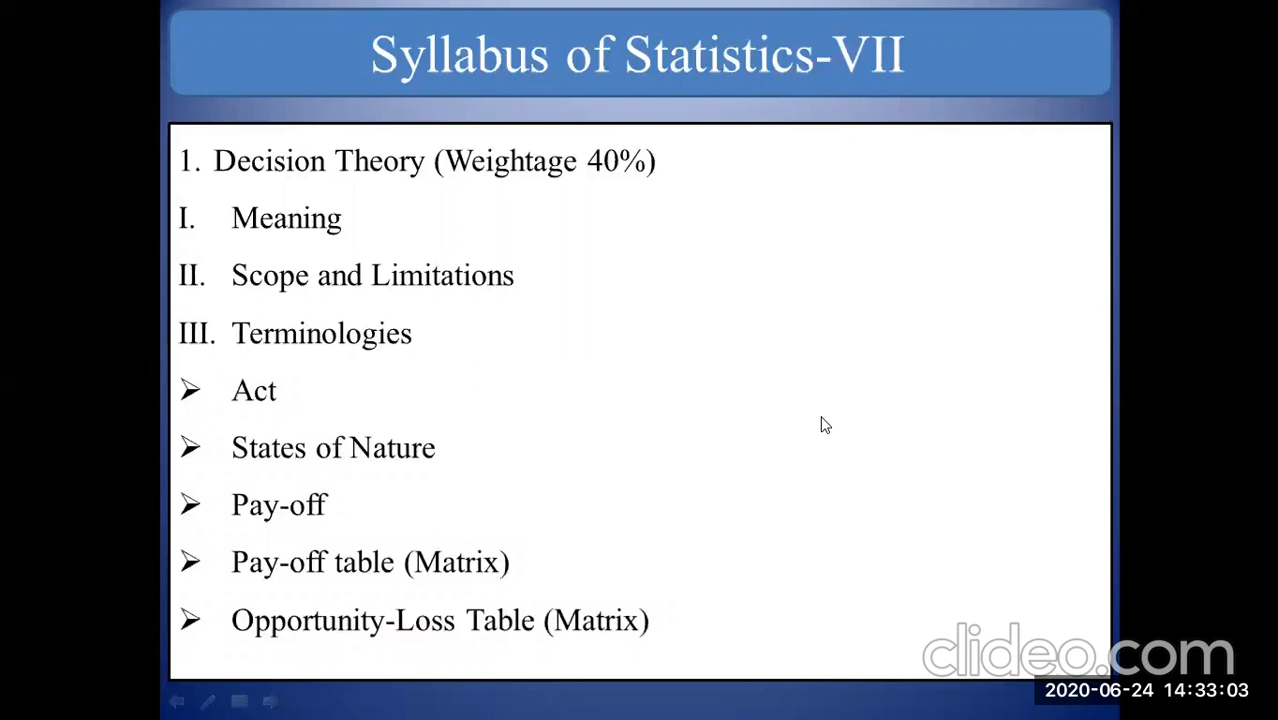 Syllabus of Statistics-VII
1. Decision Theory (Weightage 40%)
I. Meaning
II. Scope and Limitations
III. Terminologies
➢ Act
➢ States of Nature
➢ Pay-off
➢ Pay-off table (Matrix)
➢ Opportunity-Loss Table (Matrix)
clideo.com
2020-06-24 14:33:03